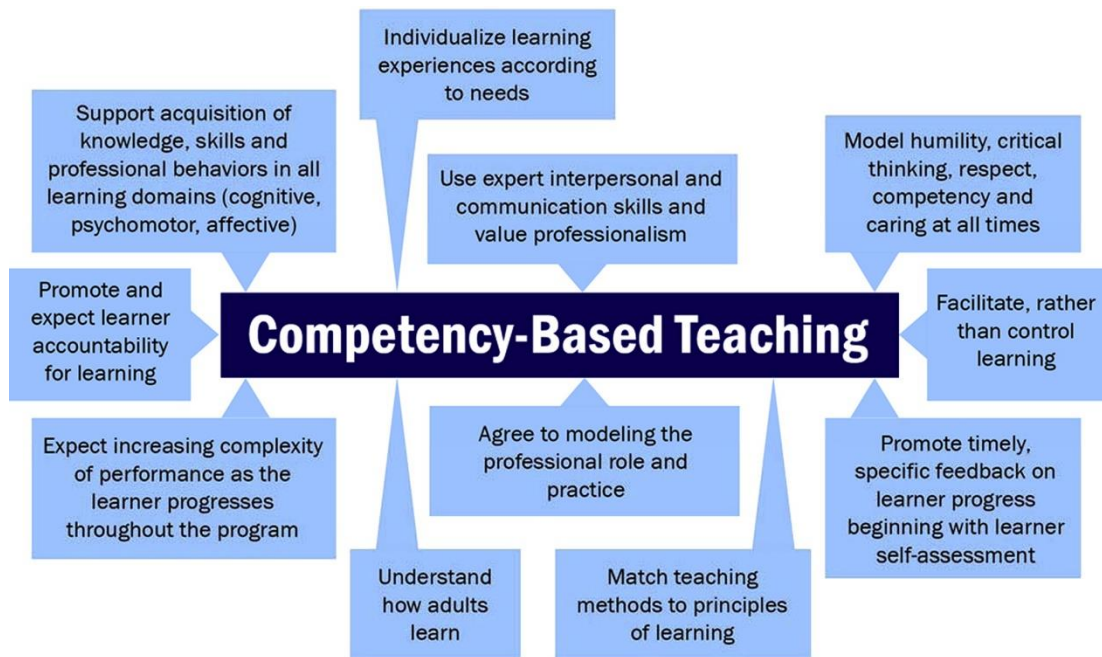 Individualize learning
experiences according
to needs
Support acquisition of
knowledge, skills and
professional behaviors in all
learning domains (cognitive,
psychomotor, affective)
Use expert interpersonal and
communication skills and
value professionalism
Model humility, critical
thinking, respect,
competency and
caring at all times
Promote and
expect learner
accountability
for learning
Competency-Based Teaching
Facilitate, rather
than control
learning
Expect increasing complexity
of performance as the
learner progresses
throughout the program
Agree to modeling the
professional role and
practice
Promote timely,
specific feedback on
learner progress
beginning with learner
self-assessment
Understand
how adults
learn
Match teaching
methods to principles
of learning